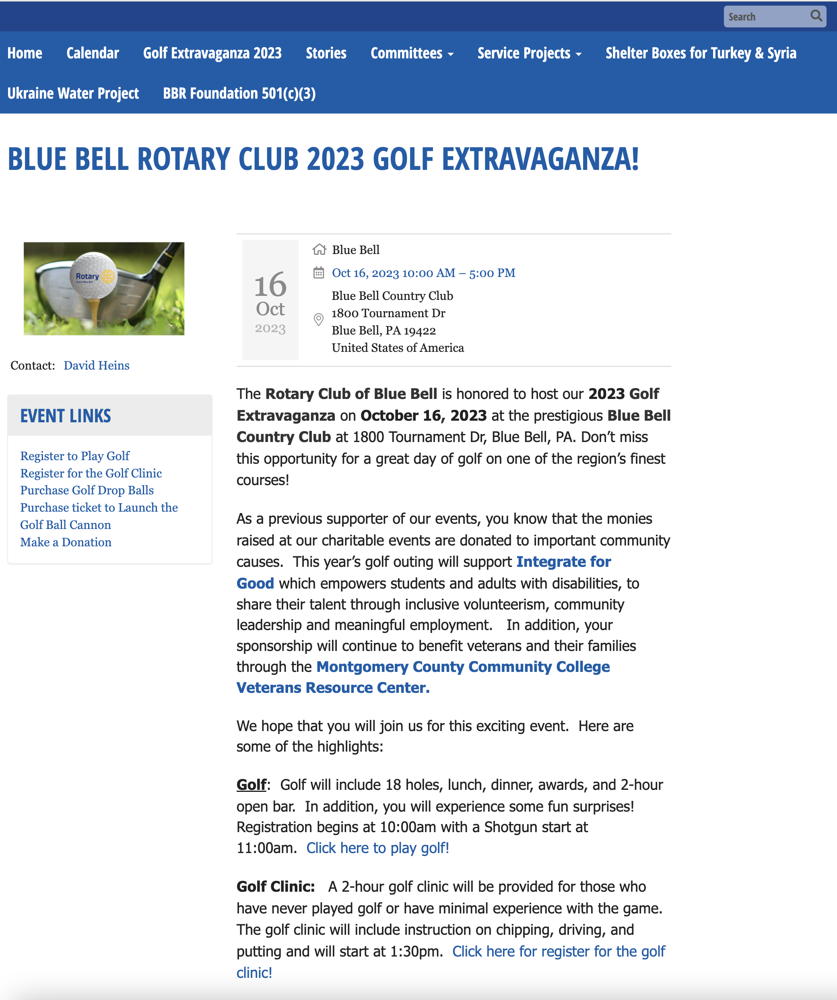 Search
Home Calendar Golf Extravaganza 2023 Stories Committees Service Projects Shelter Boxes for Turkey & Syria
Ukraine Water Project BBR Foundation 501(c)(3)
BLUE BELL ROTARY CLUB 2023 GOLF EXTRAVAGANZA!
Rotary
Club of Blue Bell
Contact: David Heins
EVENT LINKS
Register to Play Golf
Register for the Golf Clinic
Purchase Golf Drop Balls
Purchase ticket to Launch the
Golf Ball Cannon
Make a Donation
16
Oct
2023
Blue Bell
Oct 16, 2023 10:00 AM – 5:00 PM
Blue Bell Country Club
1800 Tournament Dr
Blue Bell, PA 19422
United States of America
The Rotary Club of Blue Bell is honored to host our 2023 Golf
Extravaganza on October 16, 2023 at the prestigious Blue Bell
Country Club at 1800 Tournament Dr, Blue Bell, PA. Don’t miss
this opportunity for a great day of golf on one of the region’s finest
courses!
As a previous supporter of our events, you know that the monies
raised at our charitable events are donated to important community
causes.  This year’s golf outing will support Integrate for
Good which empowers students and adults with disabilities, to
share their talent through inclusive volunteerism, community
leadership and meaningful employment.   In addition, your
sponsorship will continue to benefit veterans and their families
through the Montgomery County Community College
Veterans Resource Center.
We hope that you will join us for this exciting event.  Here are
some of the highlights:
Golf:  Golf will include 18 holes, lunch, dinner, awards, and 2-hour
open bar.  In addition, you will experience some fun surprises!
Registration begins at 10:00am with a Shotgun start at
11:00am.  Click here to play golf!
Golf Clinic:   A 2-hour golf clinic will be provided for those who
have never played golf or have minimal experience with the game.
The golf clinic will include instruction on chipping, driving, and
putting and will start at 1:30pm.  Click here for register for the golf
clinic!